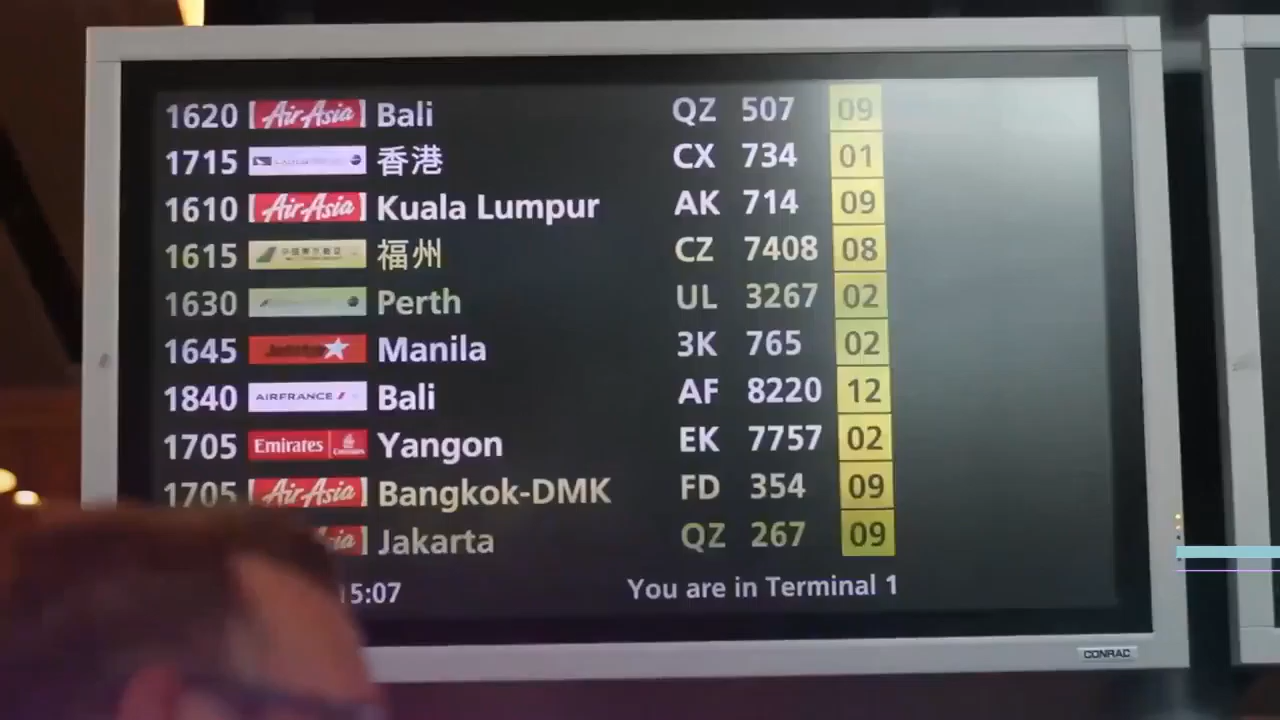 1620 AirAsia Bali QZ 507 09
1715 香港 CX 734 01
1610 AirAsia Kuala Lumpur AK 714 09
1615 福州 CZ 7408 08
1630 Perth UL 3267 02
1645 Manila 3K 765 02
1840 AIRFRANCE Bali AF 8220 12
1705 Emirates Emirates Yangon EK 7757 02
1705 AirAsia Bangkok-DMK FD 354 09
Jakarta QZ 267 09
15:07 You are in Terminal 1
CONRAC